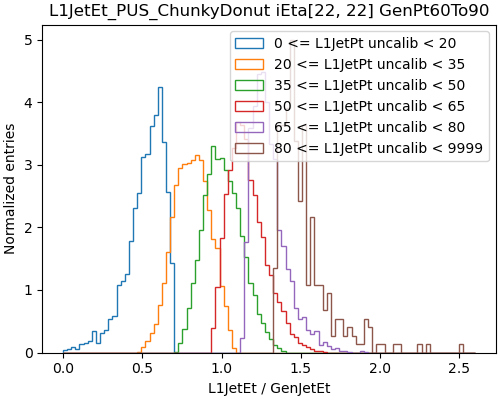 L1JetEt_PUS_ChunkyDonut iEta[22, 22] GenPt60To90
0 <= L1JetPt uncalib < 20
20 <= L1JetPt uncalib < 35
35 <= L1JetPt uncalib < 50
50 <= L1JetPt uncalib < 65
65 <= L1JetPt uncalib < 80
80 <= L1JetPt uncalib < 9999
Normalized entries
5
4
3
2
1
0
0.0 0.5 1.0 1.5 2.0 2.5
L1JetEt / GenJetEt